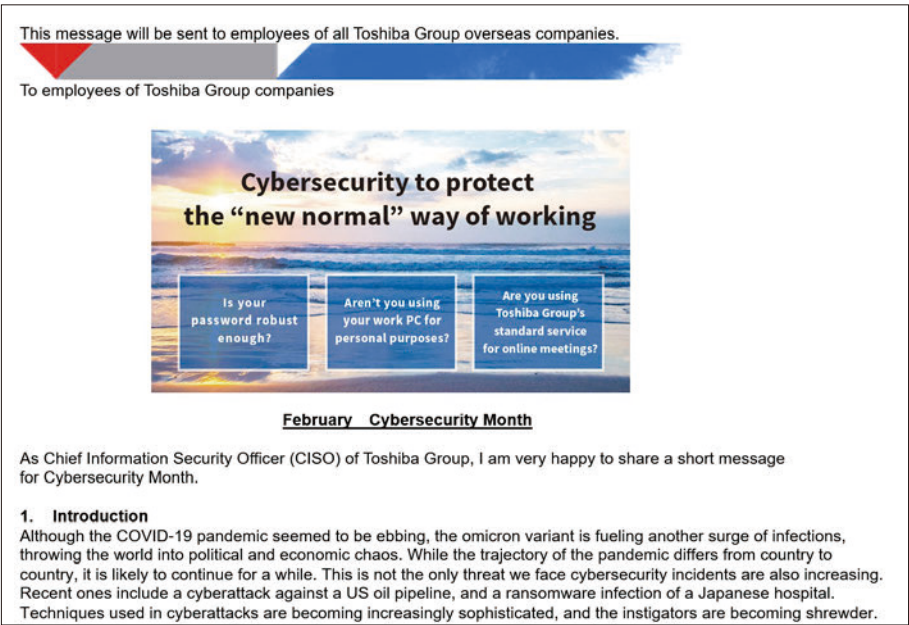 This message will be sent to employees of all Toshiba Group overseas companies.
To employees of Toshiba Group companies
Cybersecurity to protect
the “new normal” way of working
Is your
password robust
enough?
Aren't you using
your work PC for
personal purposes?
Are you using
Toshiba Group's
standard service
for online meetings?
February Cybersecurity Month
As Chief Information Security Officer (CISO) of Toshiba Group, I am very happy to share a short message
for Cybersecurity Month.
1. Introduction
Although the COVID-19 pandemic seemed to be ebbing, the omicron variant is fueling another surge of infections,
throwing the world into political and economic chaos. While the trajectory of the pandemic differs from country to
country, it is likely to continue for a while. This is not the only threat we face cybersecurity incidents are also increasing.
Recent ones include a cyberattack against a US oil pipeline, and a ransomware infection of a Japanese hospital.
Techniques used in cyberattacks are becoming increasingly sophisticated, and the instigators are becoming shrewder.